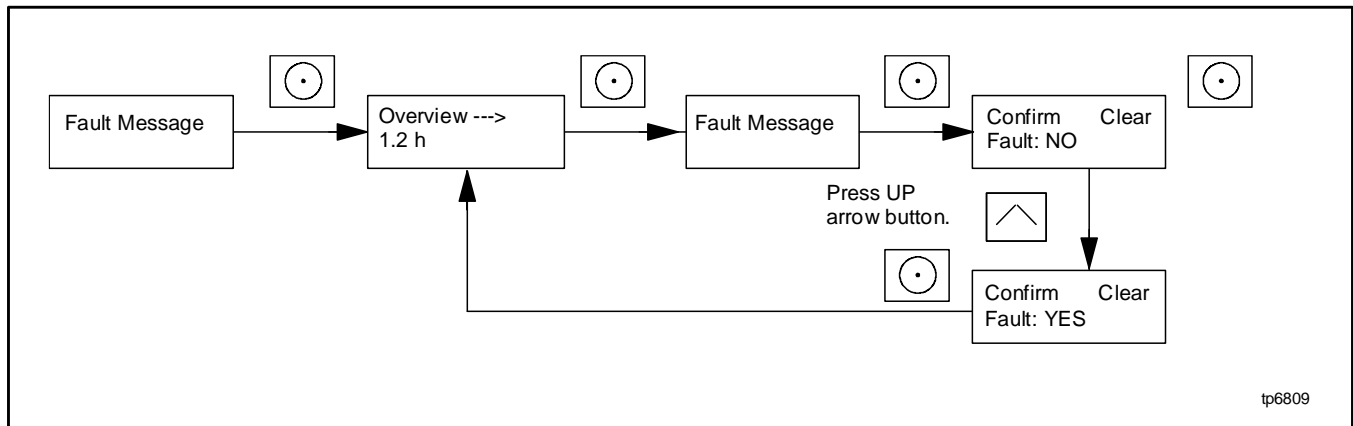 Fault Message
Overview --->
1.2 h
Fault Message
Confirm Clear
Fault: NO
Press UP
arrow button.
Confirm Clear
Fault: YES
tp6809